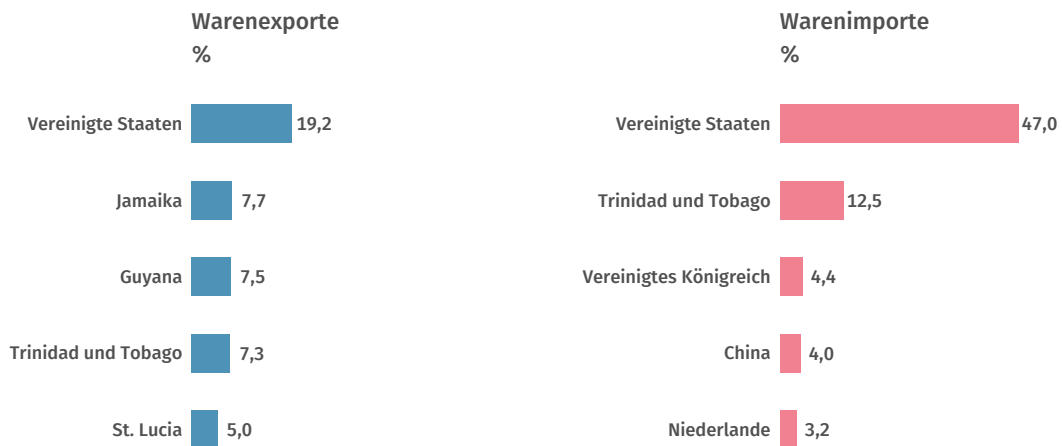 Warenexporte
%
Vereinigte Staaten 19,2
Jamaika 7,7
Guyana 7,5
Trinidad und Tobago 7,3
St. Lucia 5,0
Warenimporte
%
Vereinigte Staaten 47,0
Trinidad und Tobago 12,5
Vereinigtes Königreich 4,4
China 4,0
Niederlande 3,2